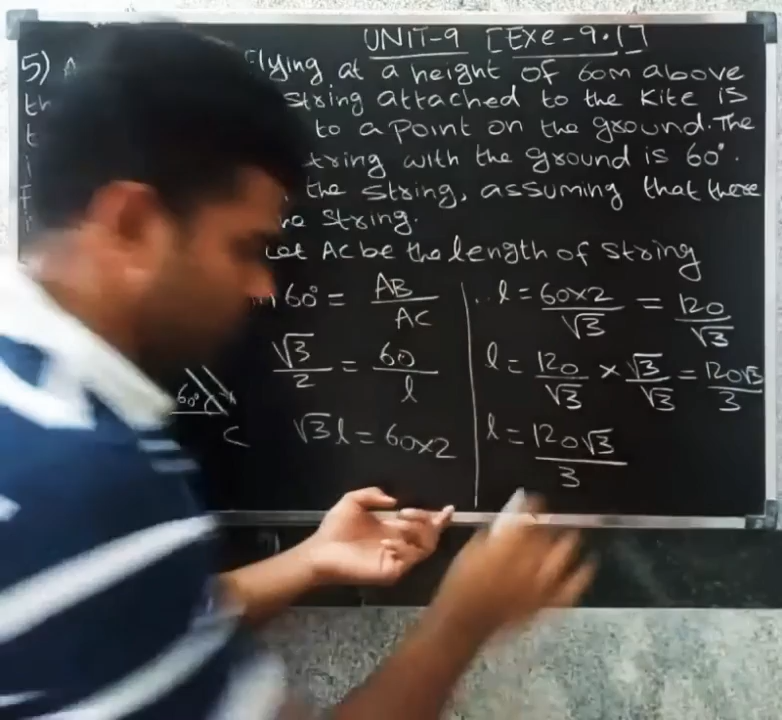 UNIT-9 [Exe-9.1]
5) A Flying at a height of 60m above
th string attached to the Kite is
t to a point on the ground. The
i string with the ground is 60°.
F the string, assuming that there
i string.
Let AC be the length of string
60° = AB/AC
√3/2 = 60/l
√3 l = 60×2
60°
C
l = 60×2/√3 = 120/√3
l = 120/√3 × √3/√3 = 120√3/3
l = 120√3/3